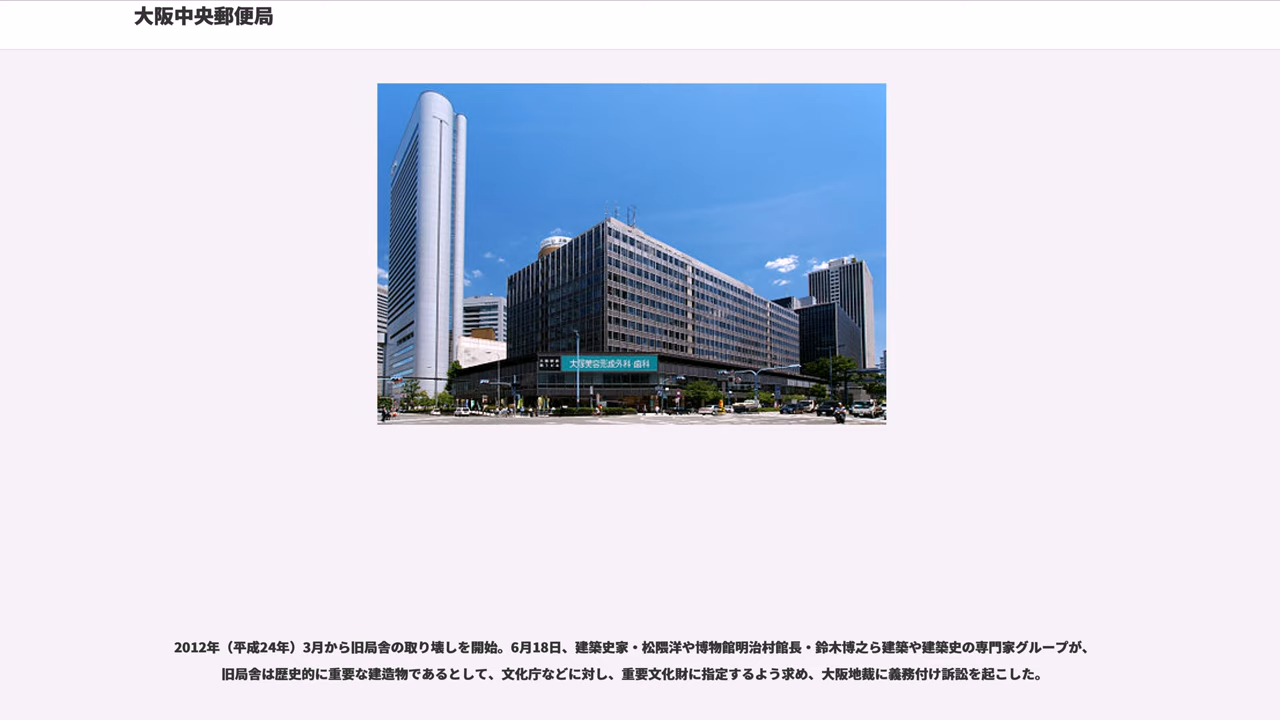 大阪中央郵便局
大塚美容形成外科・歯科
2012年（平成24年）3月から旧局舎の取り壊しを開始。6月18日、建築史家・松隈洋や博物館明治村館長・鈴木博之ら建築や建築史の専門家グループが、
旧局舎は歴史的に重要な建造物であるとして、文化庁などに対し、重要文化財に指定するよう求め、大阪地裁に義務付け訴訟を起こした。